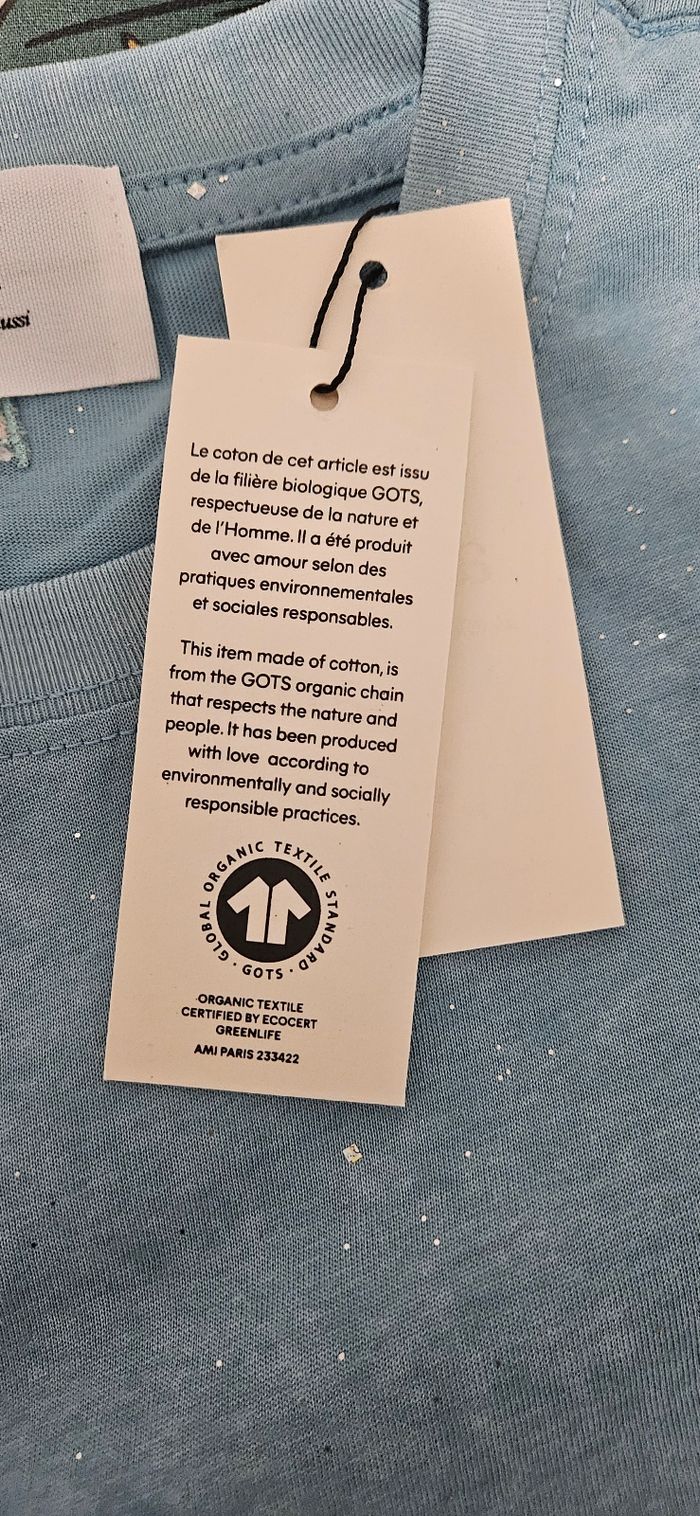 ussi
Le coton de cet article est issu
de la filière biologique GOTS,
respectueuse de la nature et
de l'Homme. Il a été produit
avec amour selon des
pratiques environnementales
et sociales responsables.
This item made of cotton, is
from the GOTS organic chain
that respects the nature and
people. It has been produced
with love according to
environmentally and socially
responsible practices.
GLOBAL ORGANIC TEXTILE STANDARD
· GOTS ·
ORGANIC TEXTILE
CERTIFIED BY ECOCERT
GREENLIFE
AMI PARIS 233422